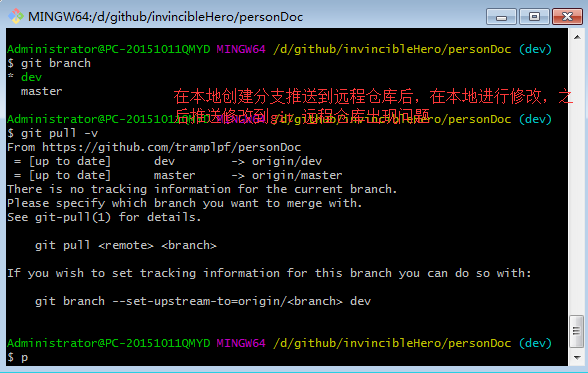 MINGW64:/d/github/invincibleHero/personDoc
Administrator@PC-20151011QMYD MINGW64 /d/github/invincibleHero/personDoc (dev)
$ git branch
* dev
master
在本地创建分支推送到远程仓库后，在本地进行修改，之
后推送修改到 git 远程仓库出现问题
Administrator@PC-20151011QMYD MINGW64 /d/github/invincibleHero/personDoc (dev)
$ git pull -v
From https://github.com/tramplpf/personDoc
= [up to date] dev -> origin/dev
= [up to date] master -> origin/master
There is no tracking information for the current branch.
Please specify which branch you want to merge with.
See git-pull(1) for details.
git pull <remote> <branch>
If you wish to set tracking information for this branch you can do so with:
git branch --set-upstream-to=origin/<branch> dev
Administrator@PC-20151011QMYD MINGW64 /d/github/invincibleHero/personDoc (dev)
$ p